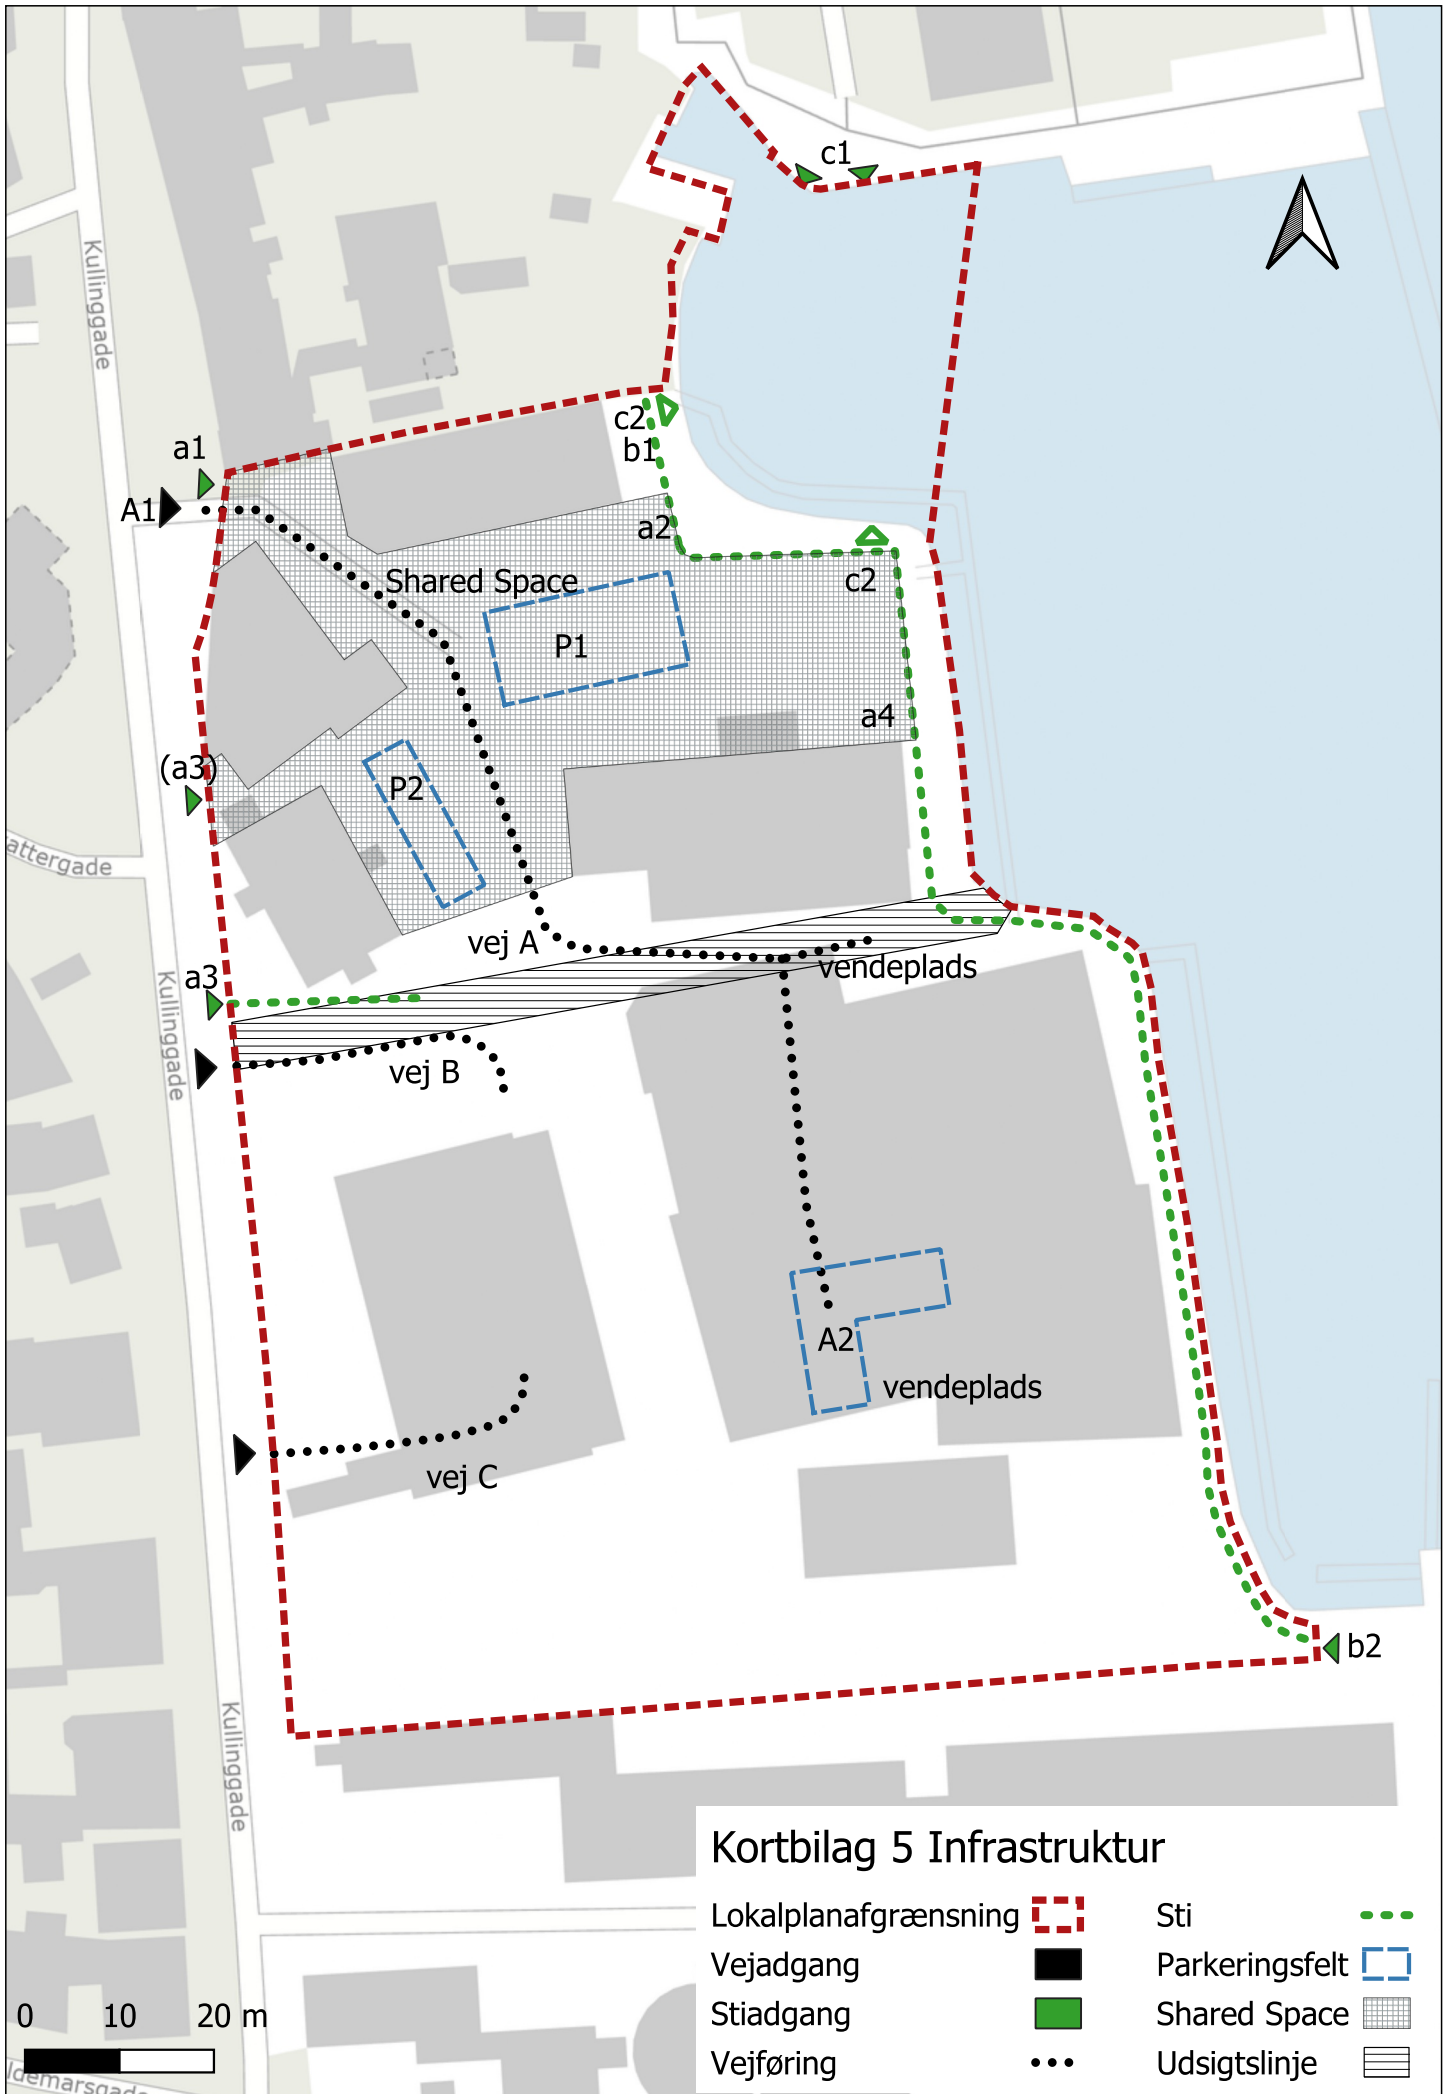 c1
Kullinggade
c2
b1
a1
A1
a2
Shared Space
c2
P1
a4
(a3)
P2
attergade
vej A
vendeplads
a3
Kullinggade
vej B
A2
vendeplads
vej C
b2
Kullinggade
Kortbilag 5 Infrastruktur
Lokalplanafgrænsning
Sti
Vejadgang
Parkeringsfelt
Stiadgang
Shared Space
Vejføring
Udsigtslinje
0 10 20 m
ldemarsgade